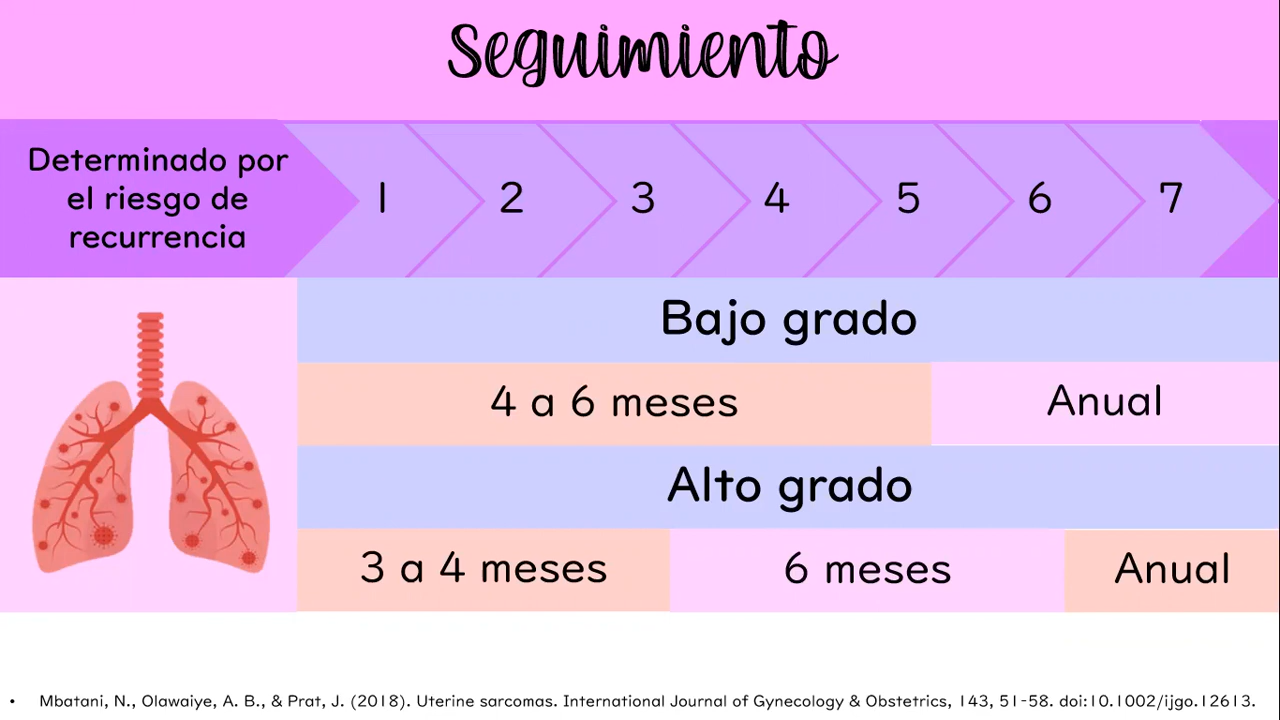 Seguimiento
Determinado por
el riesgo de
recurrencia
1 2 3 4 5 6 7
Bajo grado
4 a 6 meses Anual
Alto grado
3 a 4 meses 6 meses Anual
• Mbatani, N., Olawaiye, A. B., & Prat, J. (2018). Uterine sarcomas. International Journal of Gynecology & Obstetrics, 143, 51-58. doi:10.1002/ijgo.12613.